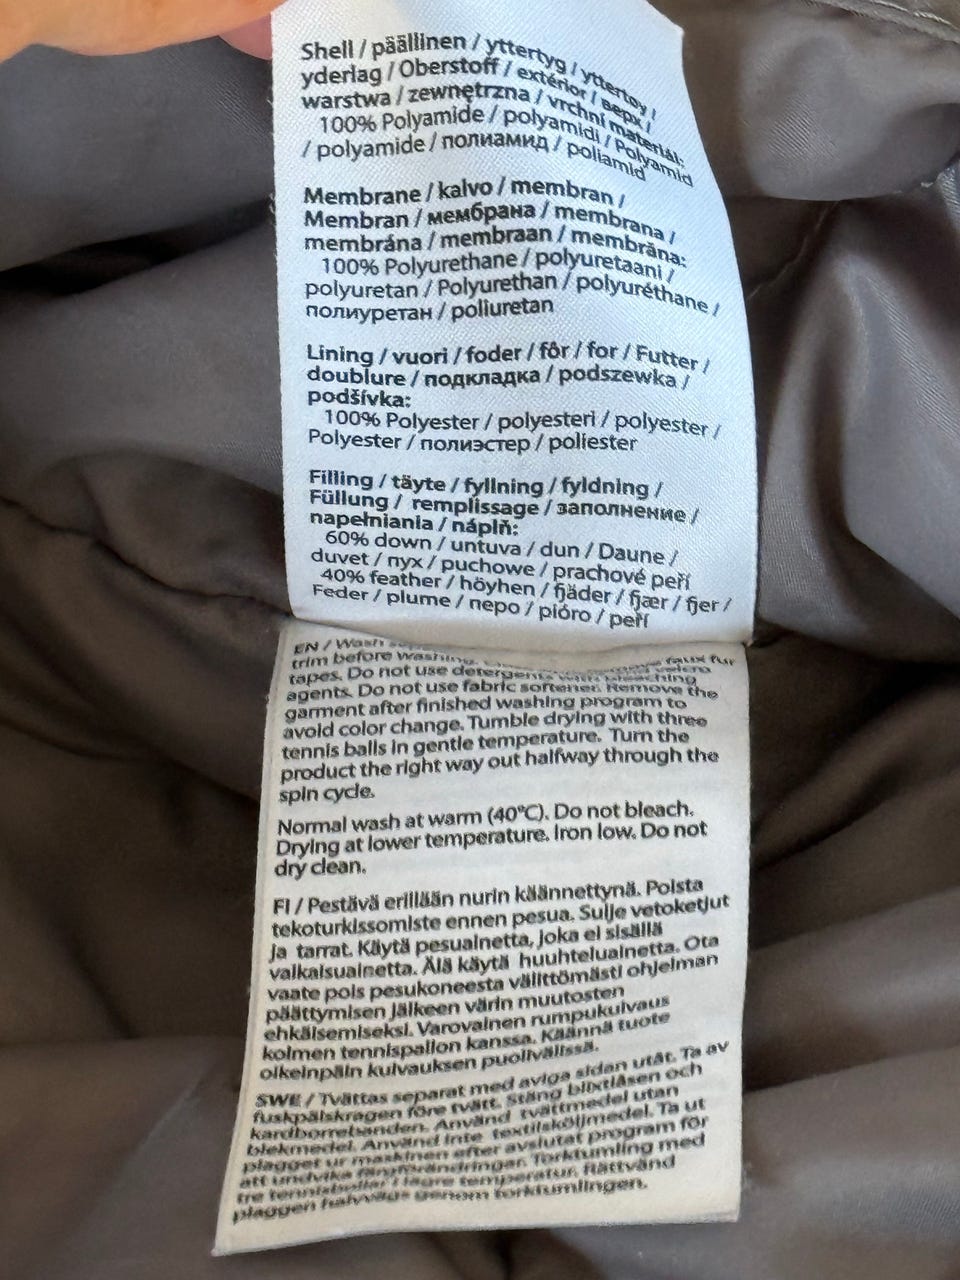 Shell / päällinen / yttertyg / yttertøy /
yderlag / Oberstoff / extérior / верх /
warstwa / zewnętrzna / vrchní materiál:
100% Polyamide / polyamidi / Polyamid
/ polyamide / полиамид / poliamid
Membrane / kalvo / membran /
Membran / мембрана / membrana /
membrána / membraan / membrāna:
100% Polyurethane / polyuretaani /
polyuretan / Polyurethan / polyuréthane /
полиуретан / poliuretan
Lining / vuori / foder / fôr / for / Futter /
doublure / подкладка / podszewka /
podšívka:
100% Polyester / polyesteri / polyester /
Polyester / полиэстер / poliester
Filling / täyte / fyllning / fyldning /
Füllung / remplissage / заполнение /
napełniania / náplň:
60% down / untuva / dun / Daune /
duvet / пух / puchowe / prachové peří
40% feather / höyhen / fjäder / fjær / fjer /
Feder / plume / перо / pióro / peří
EN / Wash
trim before washing. faux fur
tapes. Do not use detergents with bleaching
agents. Do not use fabric softener. Remove the
garment after finished washing program to
avoid color change. Tumble drying with three
tennis balls in gentle temperature. Turn the
product the right way out halfway through the
spin cycle.
Normal wash at warm (40°C). Do not bleach.
Drying at lower temperature. Iron low. Do not
dry clean.
FI / Pestävä erillään nurin käännettynä. Poista
tekoturkissomiste ennen pesua. Sulje vetoketjut
ja tarrat. Käytä pesuainetta, joka ei sisällä
valkaisuainetta. Älä käytä huuhteluainetta. Ota
vaate pois pesukoneesta välittömästi ohjelman
päättymisen jälkeen värin muutosten
ehkäisemiseksi. Varovainen rumpukuivaus
kolmen tennispallon kanssa. Käännä tuote
oikeinpäin kuivauksen puolivälissä.
SWE / Tvättas separat med aviga sidan utåt. Ta av
fuskpälskragen före tvätt. Stäng blixtlåsen och
kardborrebanden. Använd tvättmedel utan
blekmedel. Använd inte textilsköljmedel. Ta ut
plagget ur maskinen efter avslutat program för
att undvika färgförändringar. Torktumling med
tre tennisbollar i lägre temperatur. Rättvänd
plaggen halvvägs genom torktumlingen.